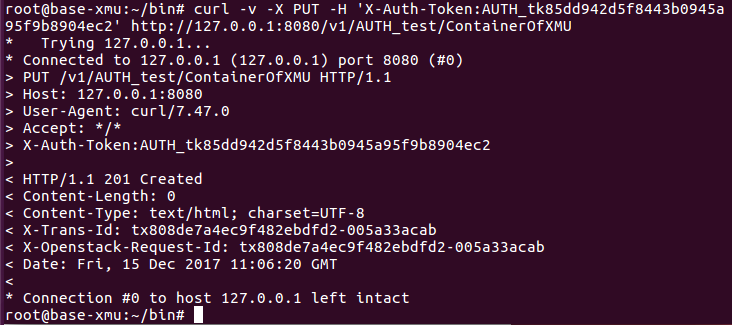 root@base-xmu:~/bin# curl -v -X PUT -H 'X-Auth-Token:AUTH_tk85dd942d5f8443b0945a
95f9b8904ec2' http://127.0.0.1:8080/v1/AUTH_test/ContainerOfXMU
*   Trying 127.0.0.1...
* Connected to 127.0.0.1 (127.0.0.1) port 8080 (#0)
> PUT /v1/AUTH_test/ContainerOfXMU HTTP/1.1
> Host: 127.0.0.1:8080
> User-Agent: curl/7.47.0
> Accept: */*
> X-Auth-Token:AUTH_tk85dd942d5f8443b0945a95f9b8904ec2
>
< HTTP/1.1 201 Created
< Content-Length: 0
< Content-Type: text/html; charset=UTF-8
< X-Trans-Id: tx808de7a4ec9f482ebdfd2-005a33acab
< X-Openstack-Request-Id: tx808de7a4ec9f482ebdfd2-005a33acab
< Date: Fri, 15 Dec 2017 11:06:20 GMT
<
* Connection #0 to host 127.0.0.1 left intact
root@base-xmu:~/bin#